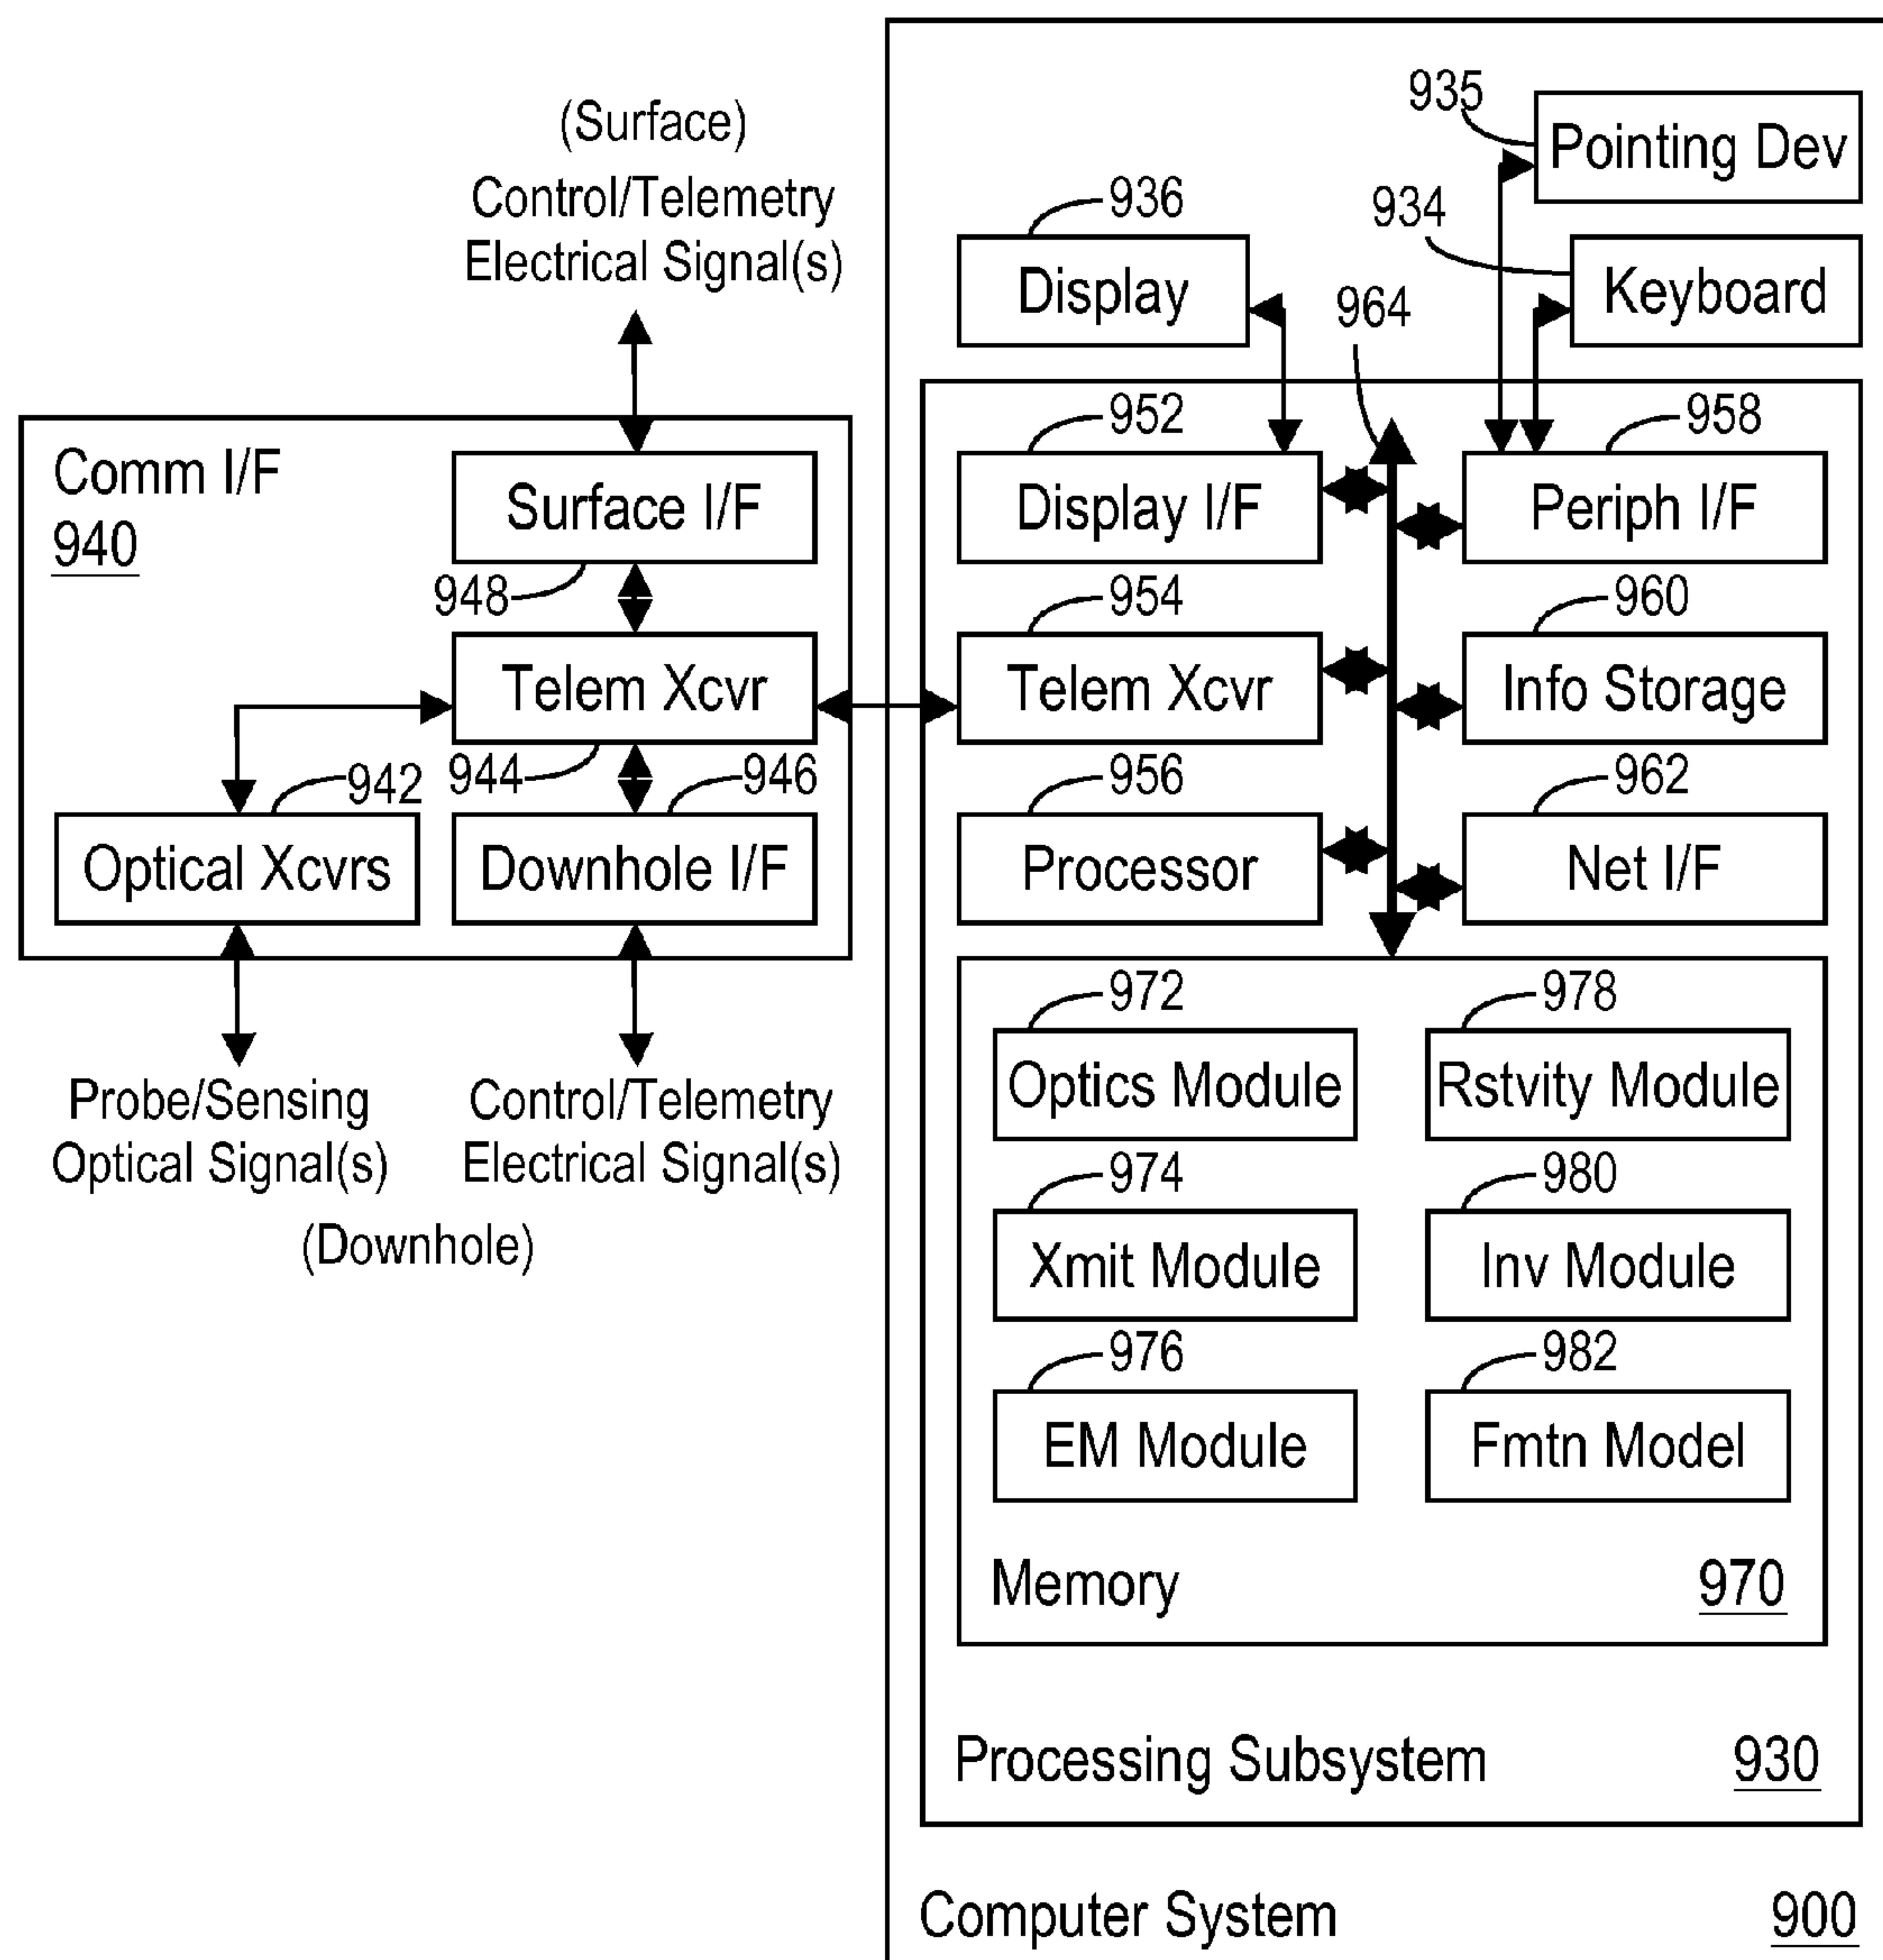 935
Pointing Dev
(Surface)
Control/Telemetry
Electrical Signal(s)
936
934
Display
964
Keyboard
Comm I/F
940
952
958
Surface I/F
Display I/F
Periph I/F
948
954
960
Telem Xcvr
Telem Xcvr
Info Storage
942
944
946
956
962
Optical Xcvrs
Downhole I/F
Processor
Net I/F
Probe/Sensing
Optical Signal(s)
Control/Telemetry
Electrical Signal(s)
(Downhole)
972
978
Optics Module
Rstvity Module
974
980
Xmit Module
Inv Module
976
982
EM Module
Fmtn Model
Memory
970
Processing Subsystem
930
Computer System
900